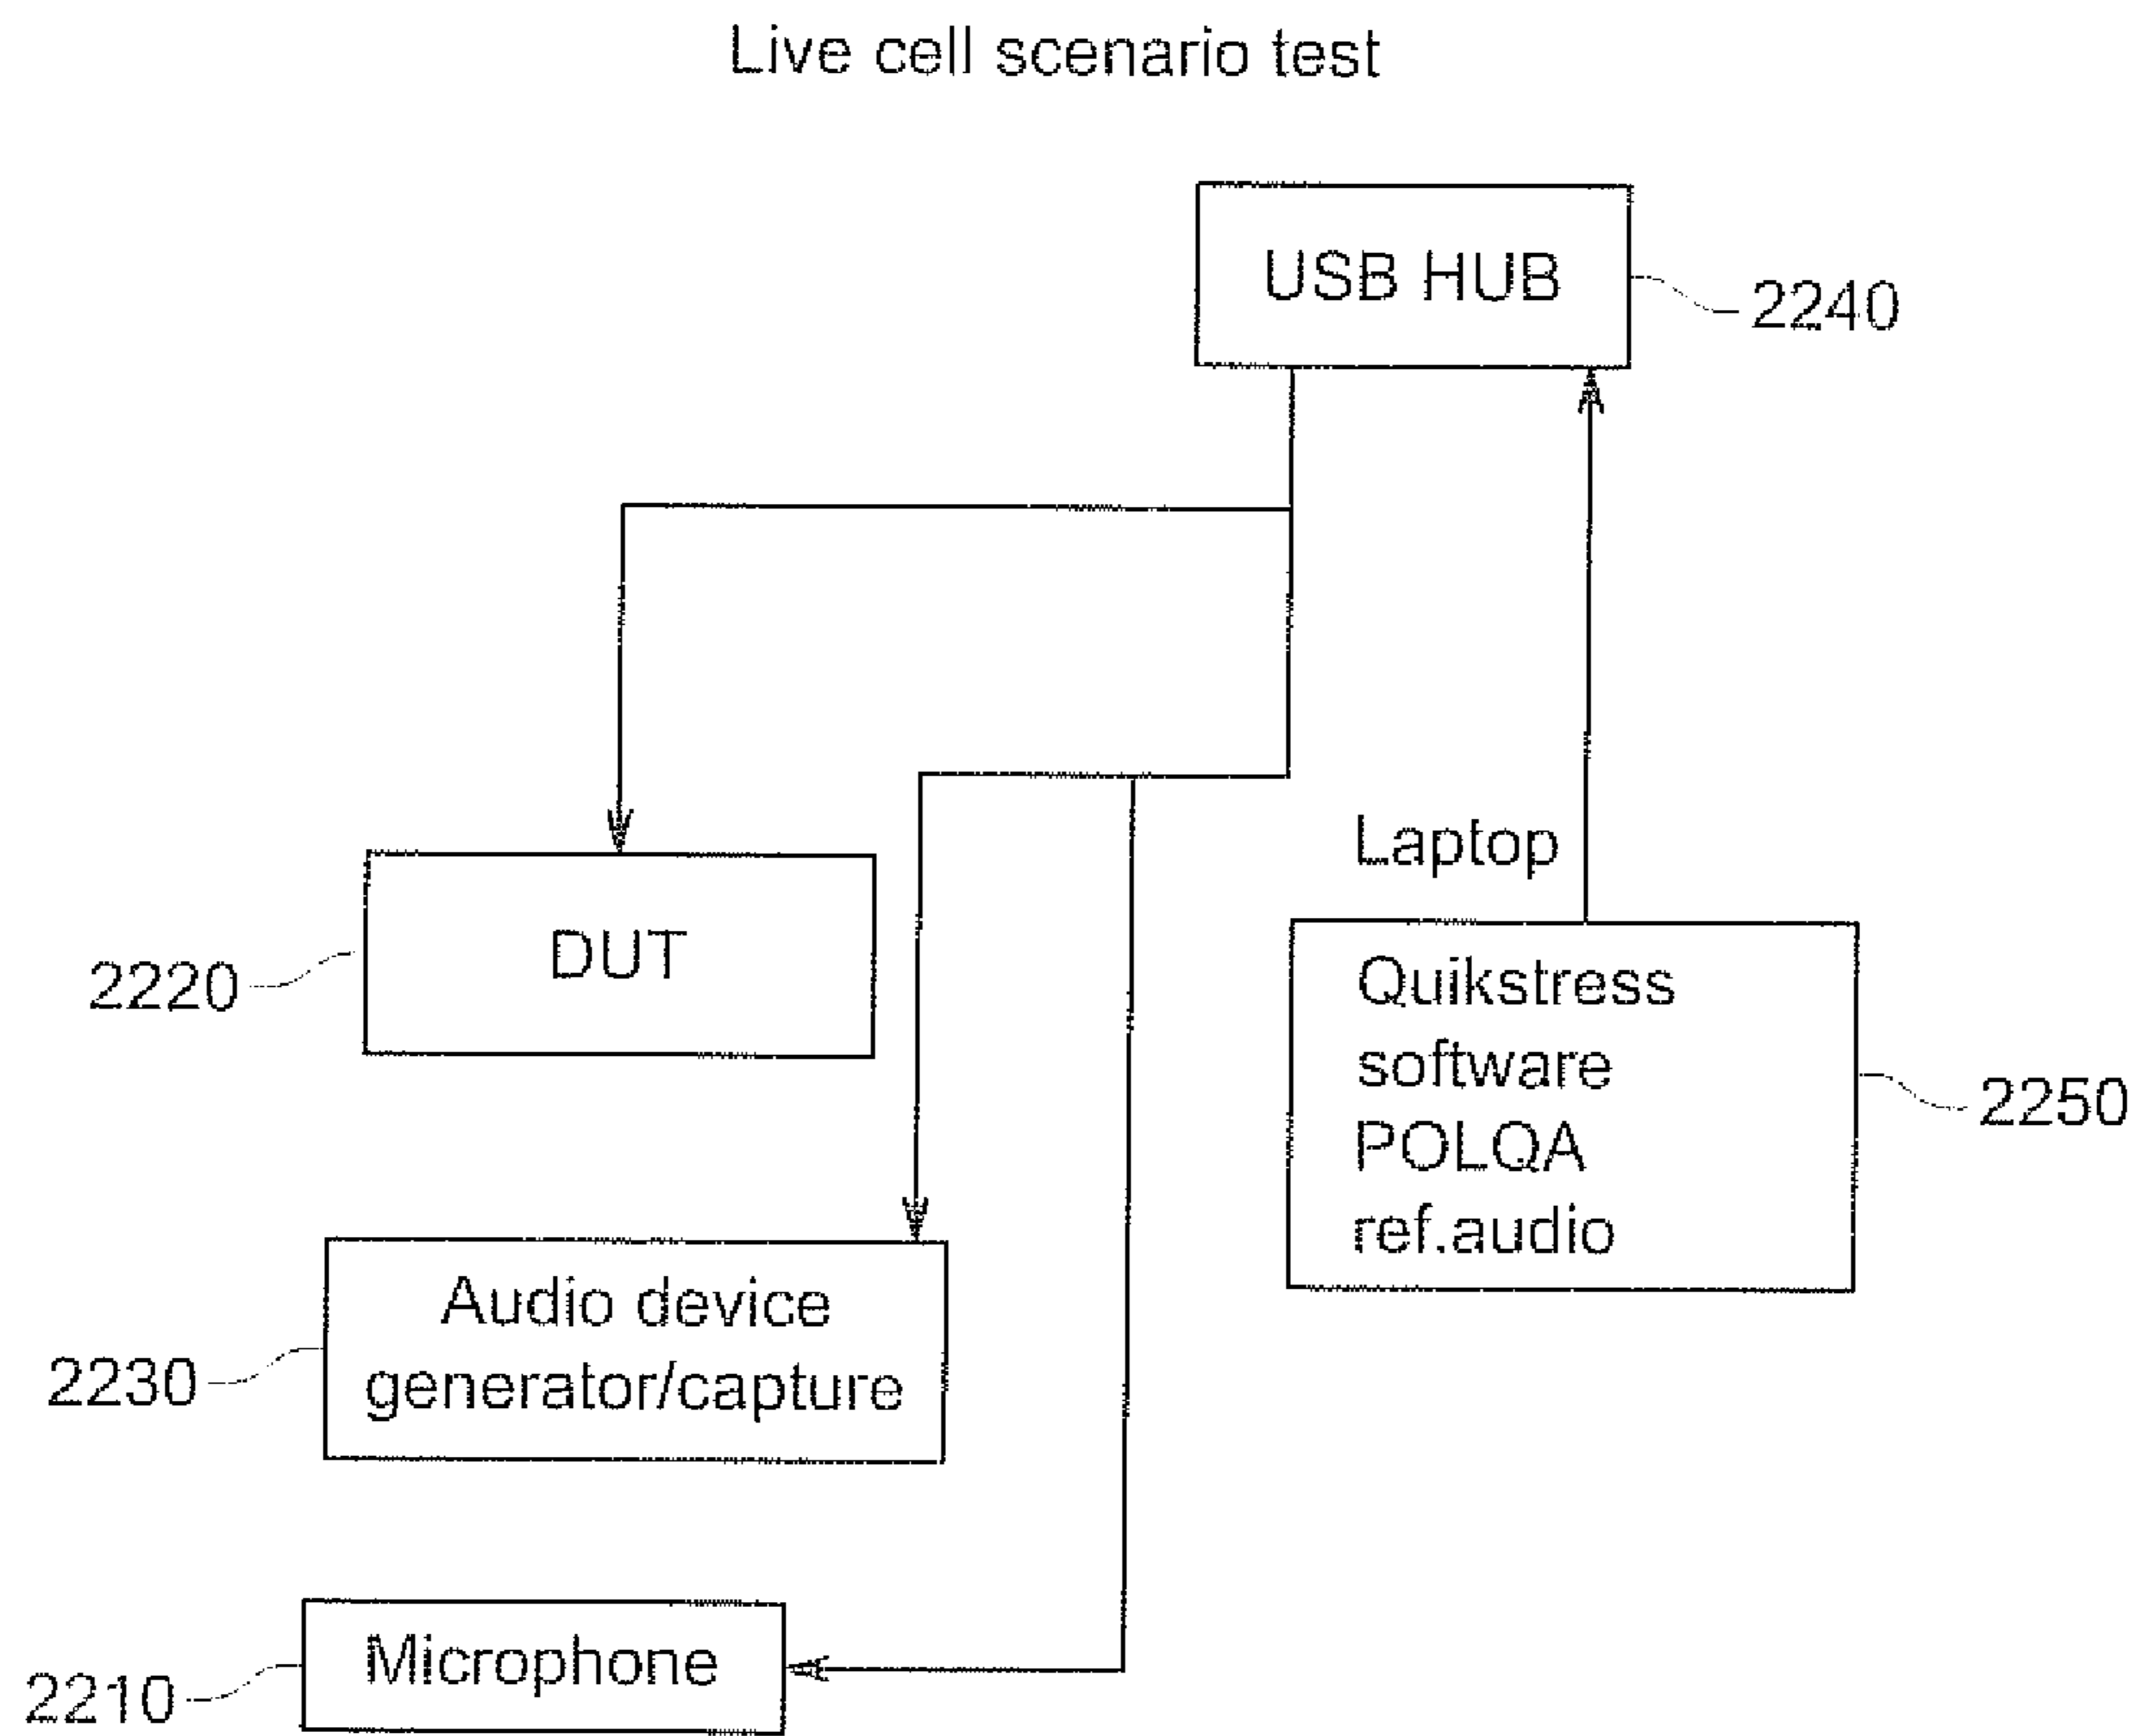 Live cell scenario test
USB HUB
2240
Laptop
DUT
2220
Quikstress
software
POLQA
ref.audio
2250
Audio device
generator/capture
2230
Microphone
2210